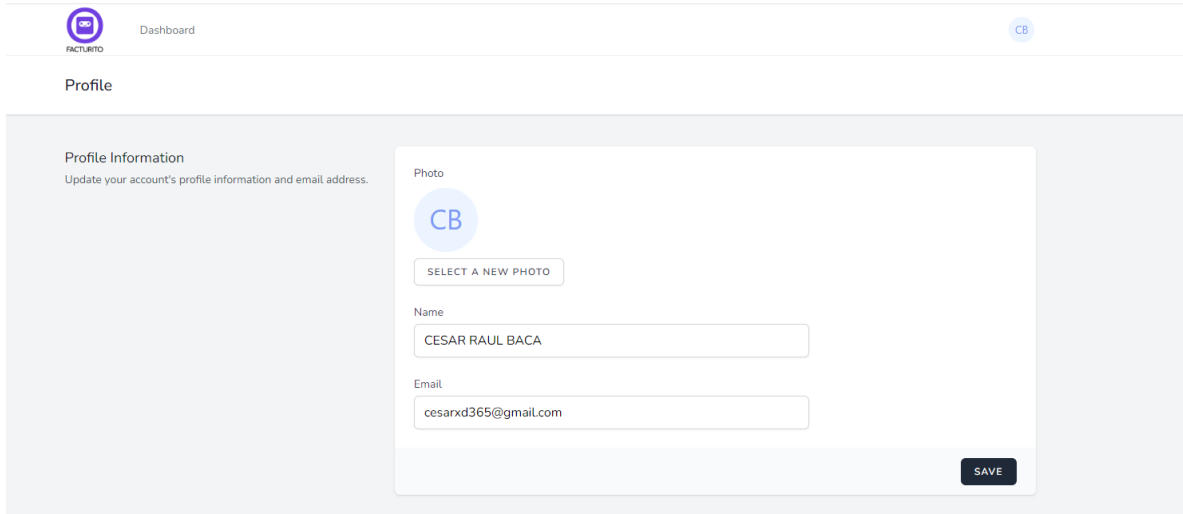 FACTURITO
Dashboard
CB
Profile
Profile Information
Update your account's profile information and email address.
Photo
CB
SELECT A NEW PHOTO
Name
CESAR RAUL BACA
Email
cesarxd365@gmail.com
SAVE